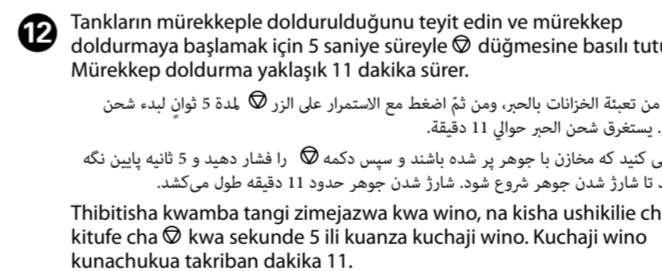 12
Tankların mürekkeple doldurulduğunu teyit edin ve mürekkep
doldurmaya başlamak için 5 saniye süreyle düğmesine basılı
Mürekkep doldurma yaklaşık 11 dakika sürer.
من تعبئة الخزانات بالحبر، ومن ثمّ اضغط مع الاستمرار على الزر لمدة 5 ثوانٍ لبدء شحن
يستغرق شحن الحبر حوالي 11 دقيقة.
کنید که مخازن با جوهر پر شده باشند و سپس دکمه را فشار دهید و 5 ثانیه پایین نگه
تا شارژ شدن جوهر شروع شود. شارژ شدن جوهر حدود 11 دقیقه طول می‌کشد.
Thibitisha kwamba tangi zimejazwa kwa wino, na kisha ushikilie
kitufe cha kwa sekunde 5 ili kuanza kuchaji wino. Kuchaji wino
kunachukua takriban dakika 11.